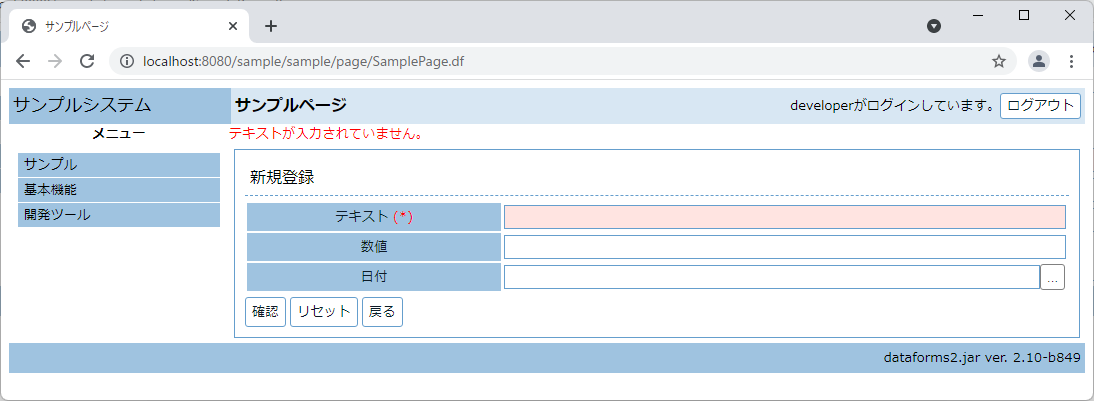 サンプルページ
localhost:8080/sample/sample/page/SamplePage.df
サンプルシステム
サンプルページ
developerがログインしています。 ログアウト
メニュー
テキストが入力されていません。
サンプル
基本機能
開発ツール
新規登録
テキスト (*)
数値
日付
...
確認 リセット 戻る
dataforms2.jar ver. 2.10-b849